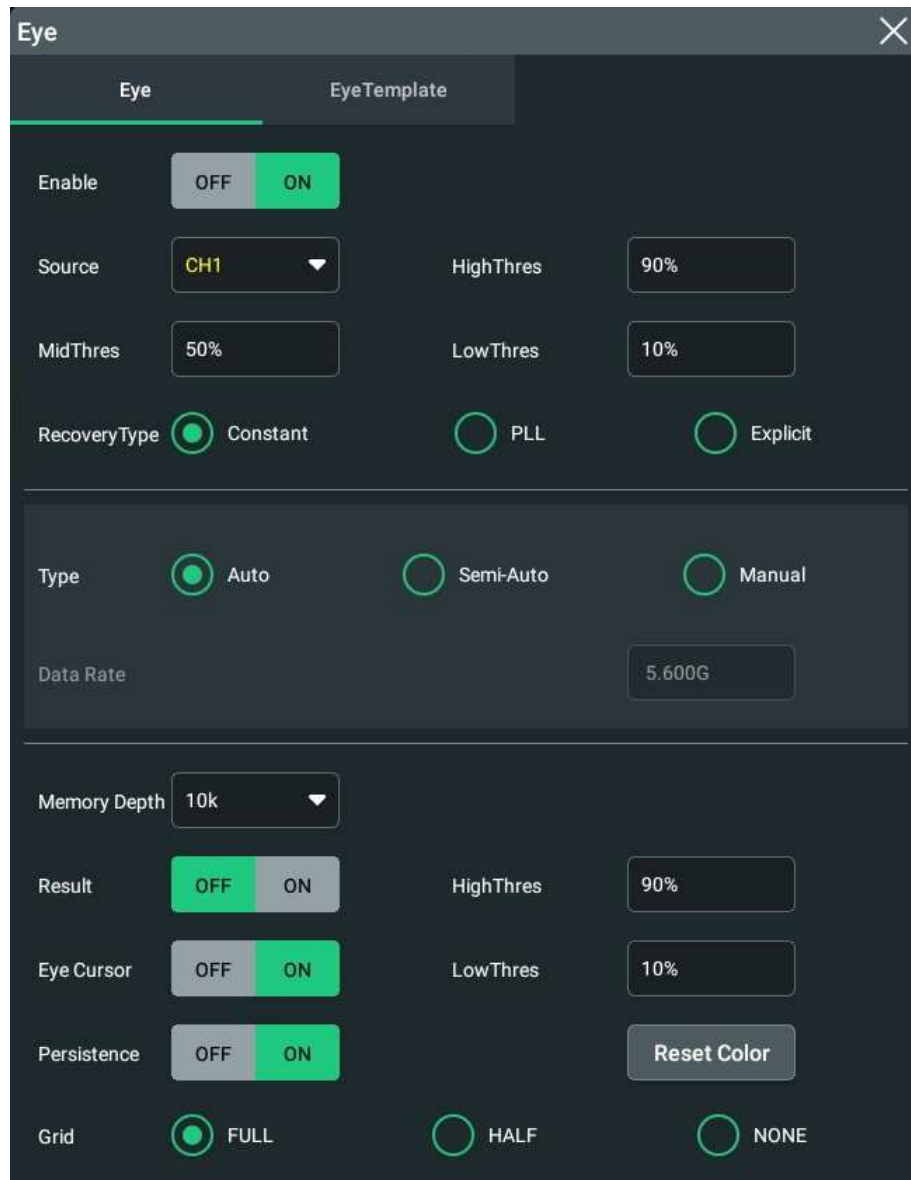 Eye
Eye EyeTemplate
Enable OFF ON
Source CH1 HighThres 90%
MidThres 50% LowThres 10%
RecoveryType Constant PLL Explicit
Type Auto Semi-Auto Manual
Data Rate 5.600G
Memory Depth 10k
Result OFF ON HighThres 90%
Eye Cursor OFF ON LowThres 10%
Persistence OFF ON Reset Color
Grid FULL HALF NONE